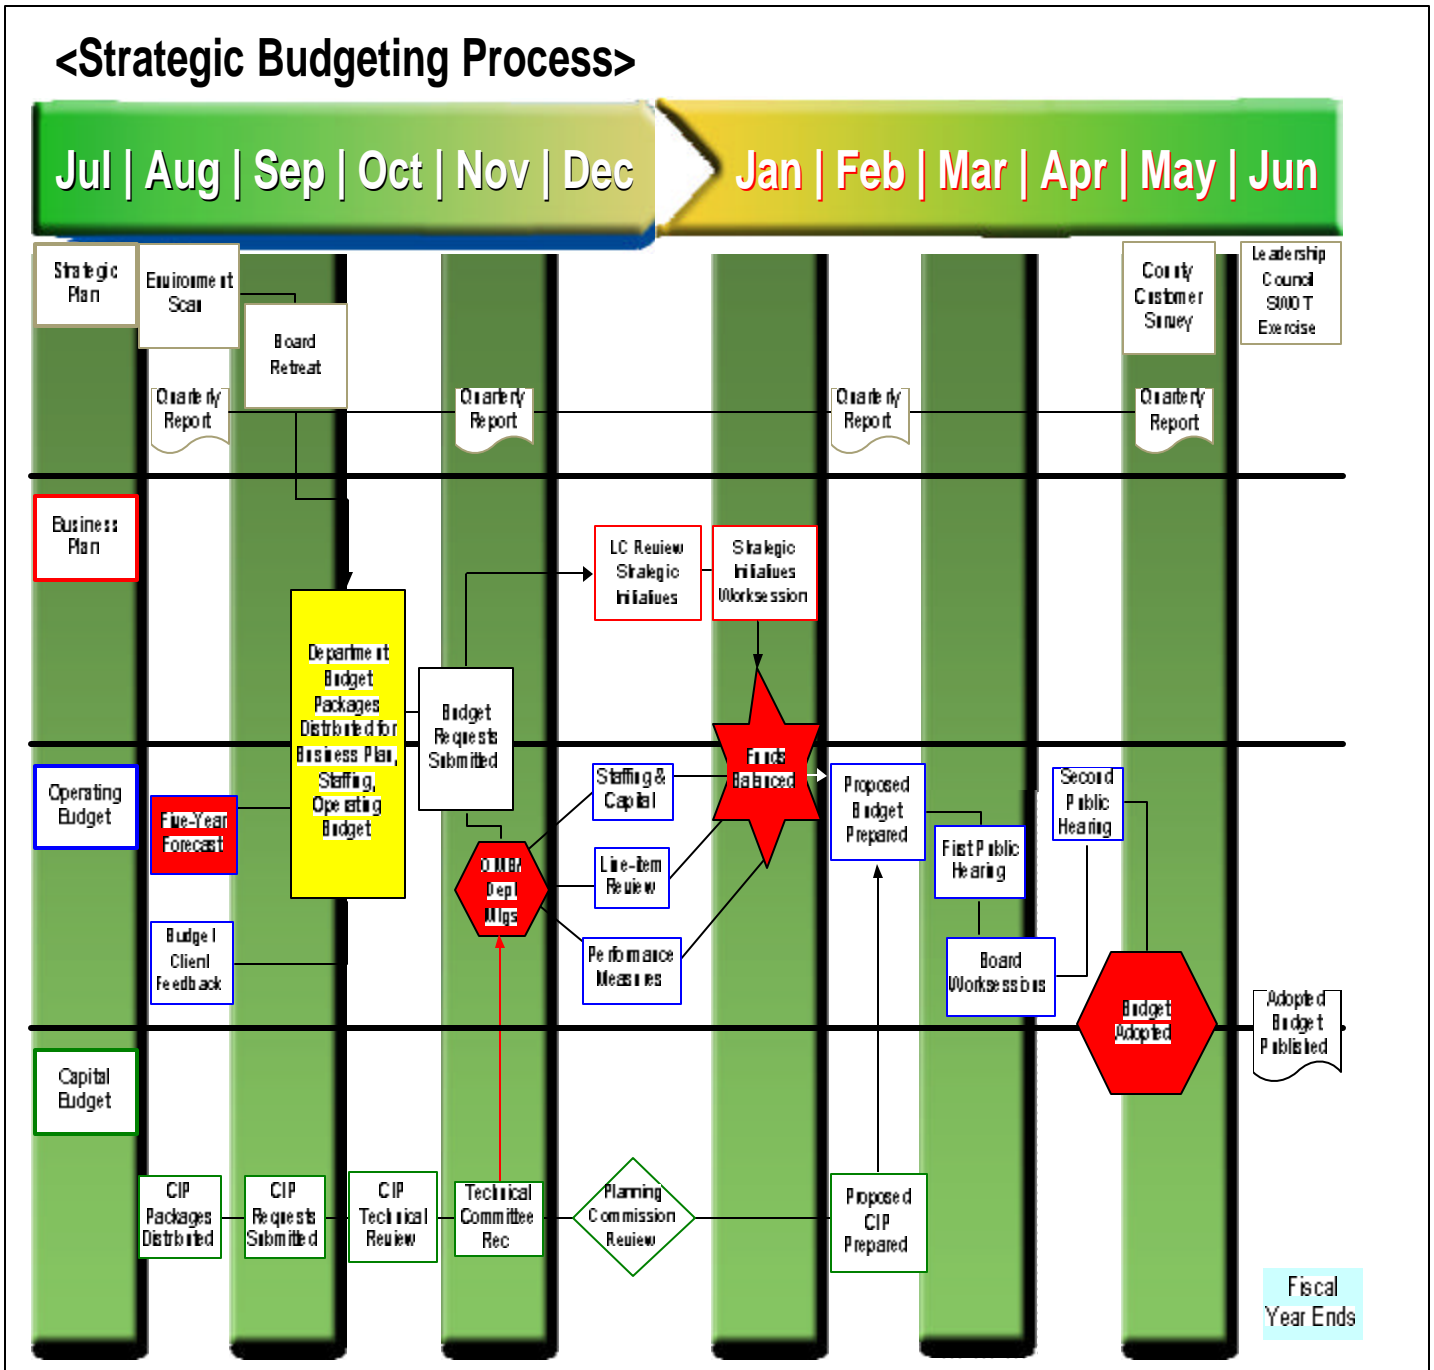 <Strategic Budgeting Process>
Jul | Aug | Sep | Oct | Nov | Dec
Jan | Feb | Mar | Apr | May | Jun
Strategic
Plan
Environment
Scan
Board
Retreat
County
Customer
Survey
Leadership
Council
SWOT
Exercise
Quarterly
Report
Quarterly
Report
Quarterly
Report
Quarterly
Report
Business
Plan
LC Review
Strategic
Initiatives
Strategic
Initiatives
Worksession
Department
Budget
Packages
Distributed for
Business Plan,
Staffing,
Operating
Budget
Budget
Requests
Submitted
Operating
Budget
Five-Year
Forecast
Budget
Client
Feedback
Dept
Mtgs
Staffing &
Capital
Line-item
Review
Performance
Measures
Funds
Balanced
Proposed
Budget
Prepared
First Public
Hearing
Board
Worksessions
Second
Public
Hearing
Budget
Adopted
Adopted
Budget
Published
Capital
Budget
CIP
Packages
Distributed
CIP
Requests
Submitted
CIP
Technical
Review
Technical
Committee
Rec
Planning
Commission
Review
Proposed
CIP
Prepared
Fiscal
Year Ends